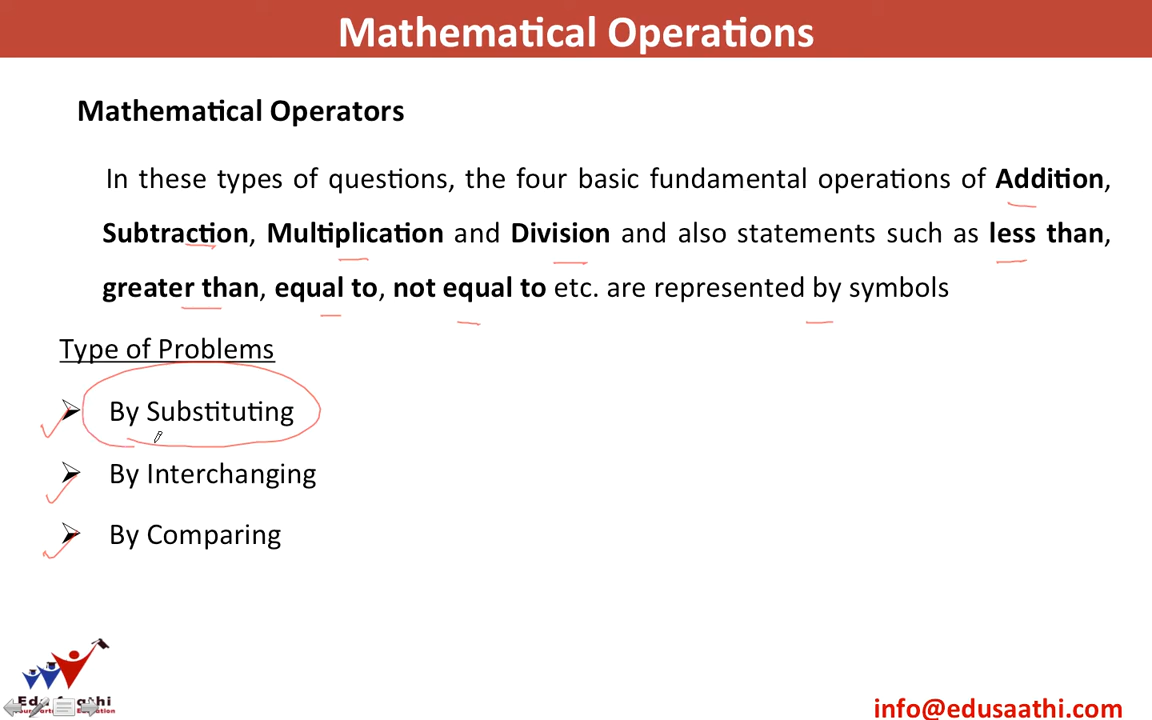 Mathematical Operations
Mathematical Operators
In these types of questions, the four basic fundamental operations of Addition,
Subtraction, Multiplication and Division and also statements such as less than,
greater than, equal to, not equal to etc. are represented by symbols
Type of Problems
By Substituting
By Interchanging
By Comparing
info@edusaathi.com